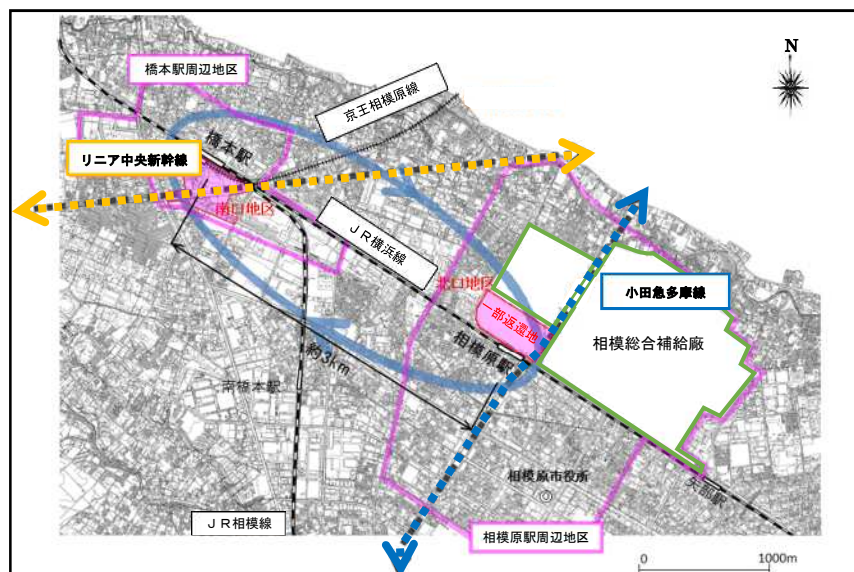 N
橋本駅周辺地区
京王相模原線
橋本駅
リニア中央新幹線
南口地区
JR横浜線
北口地区
小田急多摩線
一部返還地
相模総合補給廠
相模原駅
約3km
南橋本駅
相模原市役所
矢部駅
JR相模線
相模原駅周辺地区
0 1000m